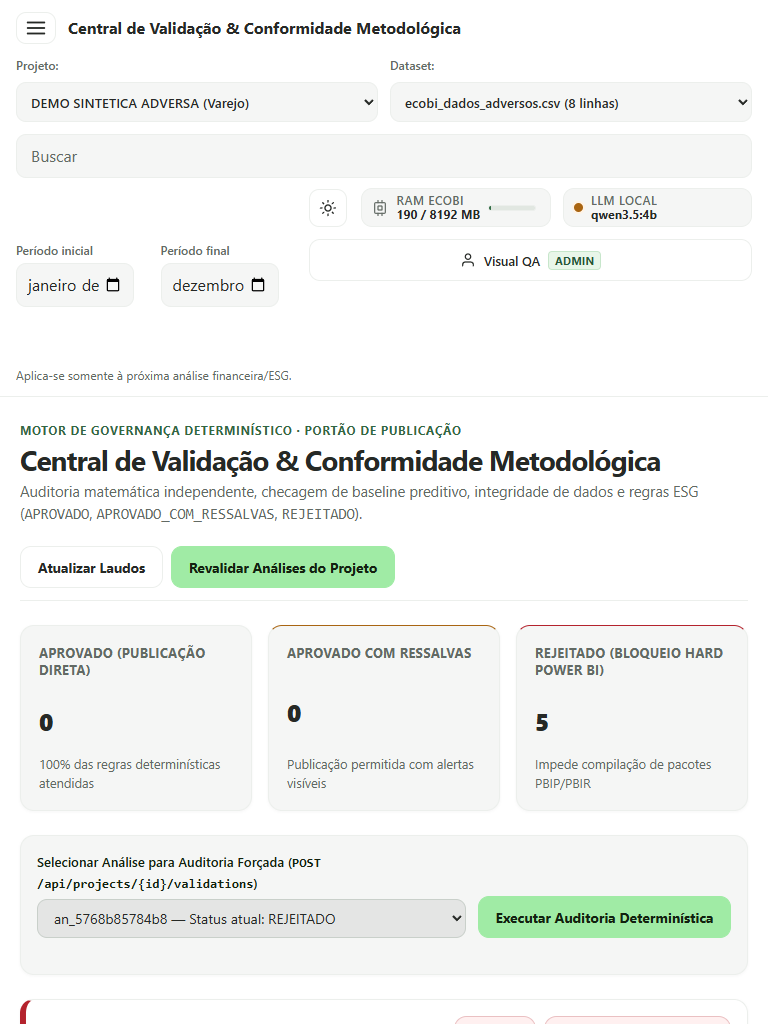 Central de Validação & Conformidade Metodológica
Projeto:
Dataset:
DEMO SINTETICA ADVERSA (Varejo)
ecobi_dados_adversos.csv (8 linhas)
Buscar
RAM ECOBI
190 / 8192 MB
LLM LOCAL
qwen3.5:4b
Período inicial
Período final
janeiro de
dezembro
Visual QA
ADMIN
Aplica-se somente à próxima análise financeira/ESG.
MOTOR DE GOVERNANÇA DETERMINÍSTICO · PORTÃO DE PUBLICAÇÃO
Central de Validação & Conformidade Metodológica
Auditoria matemática independente, checagem de baseline preditivo, integridade de dados e regras ESG
(APROVADO, APROVADO_COM_RESSALVAS, REJEITADO).
Atualizar Laudos
Revalidar Análises do Projeto
APROVADO (PUBLICAÇÃO
DIRETA)
0
100% das regras determinísticas
atendidas
APROVADO COM RESSALVAS
0
Publicação permitida com alertas
visíveis
REJEITADO (BLOQUEIO HARD
POWER BI)
5
Impede compilação de pacotes
PBIP/PBIR
Selecionar Análise para Auditoria Forçada (POST
/api/projects/{id}/validations)
an_5768b85784b8 — Status atual: REJEITADO
Executar Auditoria Determinística